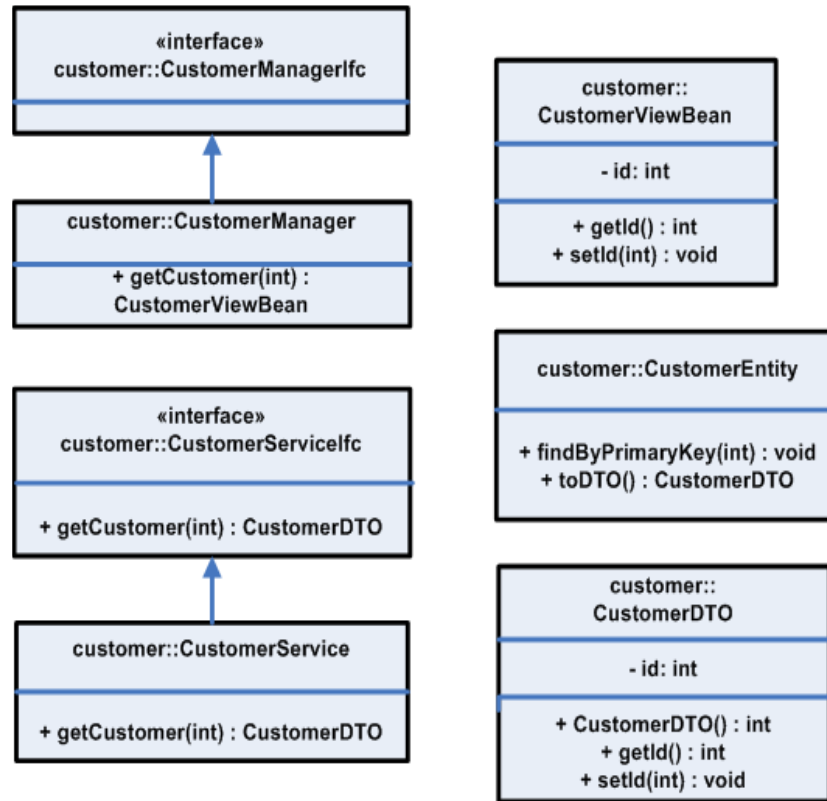 «interface»
customer::CustomerManagerIfc
customer::CustomerManager
+ getCustomer(int) :
CustomerViewBean
«interface»
customer::CustomerServiceIfc
+ getCustomer(int) : CustomerDTO
customer::CustomerService
+ getCustomer(int) : CustomerDTO
customer::
CustomerViewBean
- id: int
+ getId() : int
+ setId(int) : void
customer::CustomerEntity
+ findByPrimaryKey(int) : void
+ toDTO() : CustomerDTO
customer::
CustomerDTO
- id: int
+ CustomerDTO() : int
+ getId() : int
+ setId(int) : void